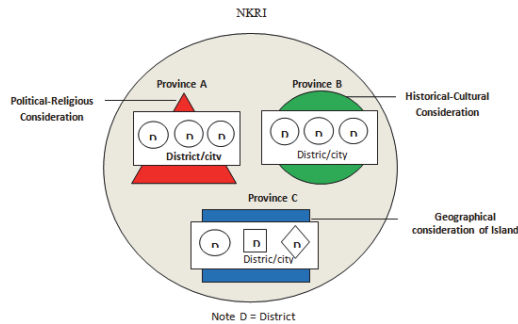 NKRI
Province A
Province B
Political-Religious
Consideration
Historical-Cultural
Consideration
D D D
District/city
D D D
Distric/city
Province C
Geographical
consideration of Island
D D D
Distric/city
Note D = District